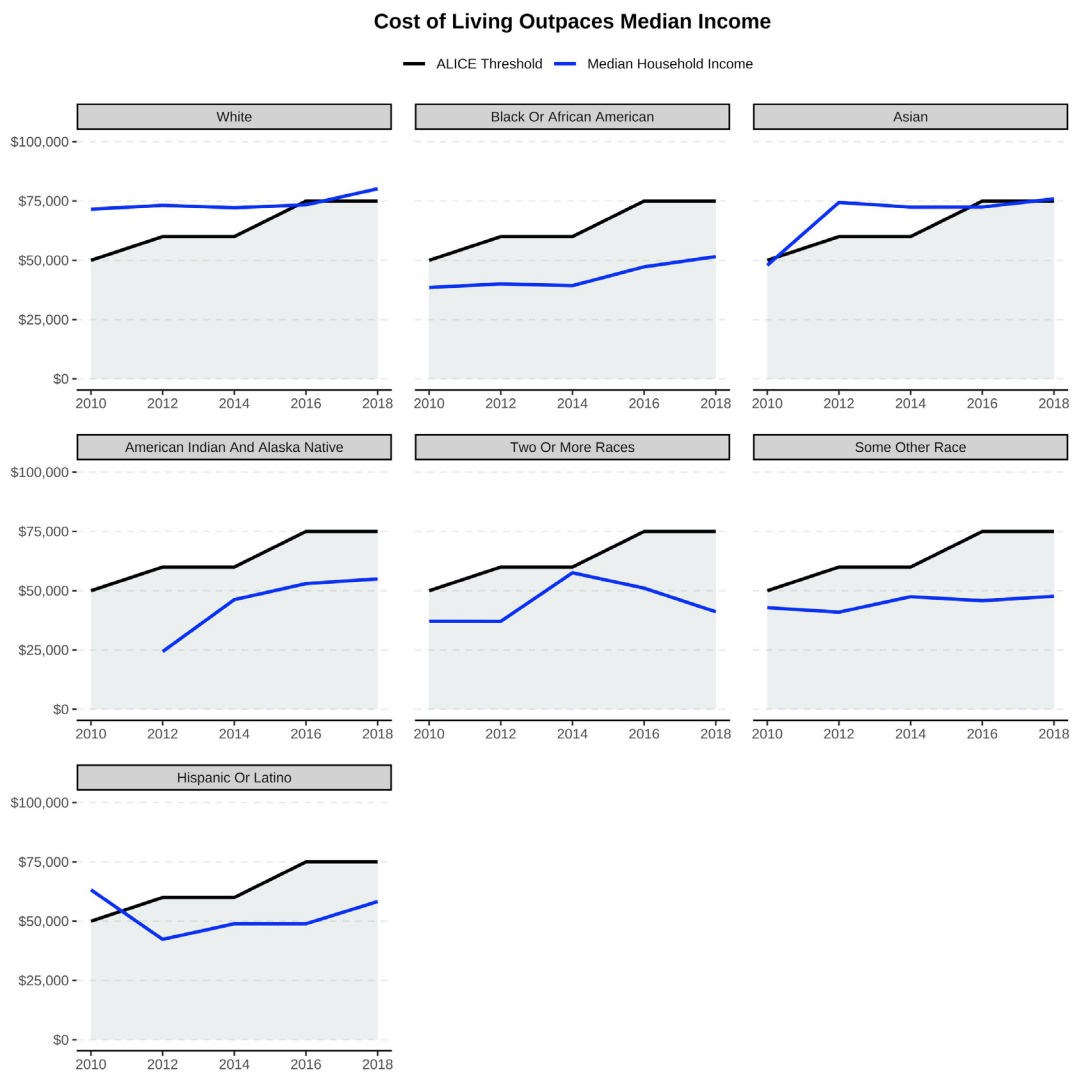 Cost of Living Outpaces Median Income
ALICE Threshold Median Household Income
White Black Or African American Asian
$100,000
$75,000
$50,000
$25,000
$0
2010 2012 2014 2016 2018 2010 2012 2014 2016 2018 2010 2012 2014 2016 2018
American Indian And Alaska Native Two Or More Races Some Other Race
$100,000
$75,000
$50,000
$25,000
$0
2010 2012 2014 2016 2018 2010 2012 2014 2016 2018 2010 2012 2014 2016 2018
Hispanic Or Latino
$100,000
$75,000
$50,000
$25,000
$0
2010 2012 2014 2016 2018